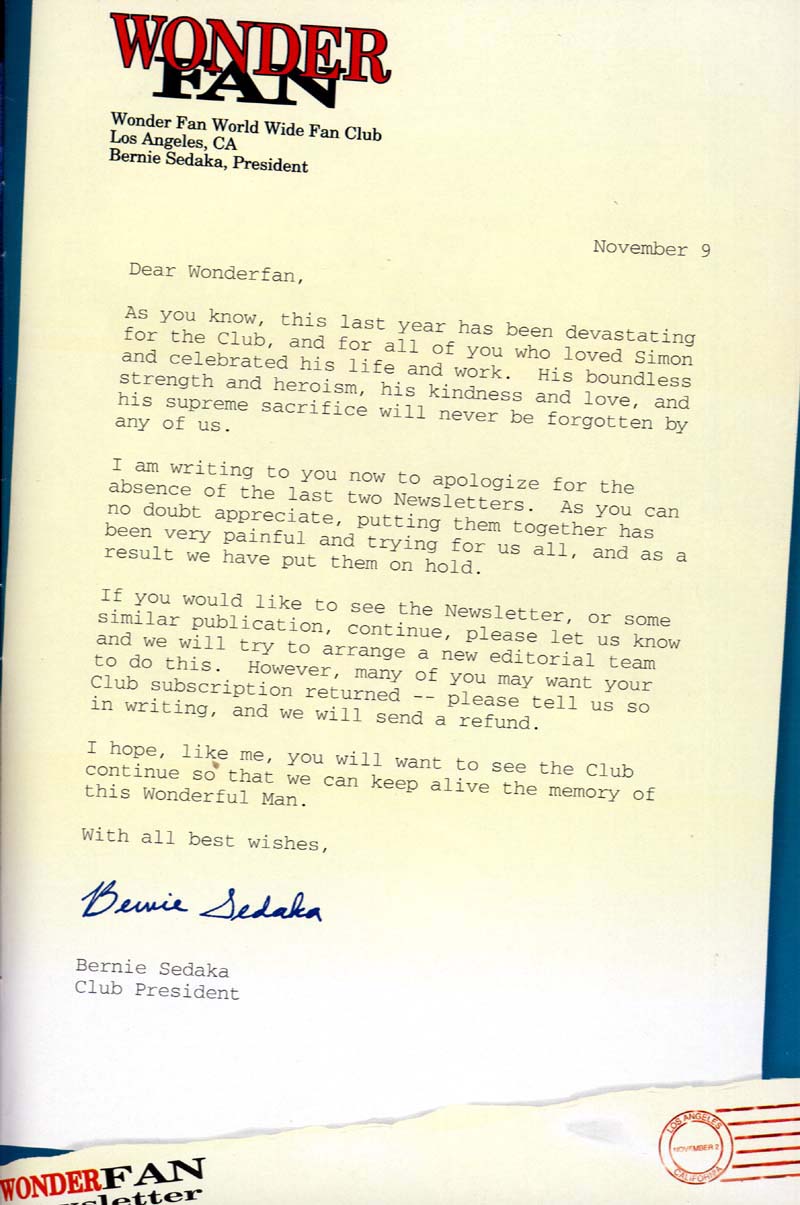 WONDER
FAN
Wonder Fan World Wide Fan Club
Los Angeles, CA
Bernie Sedaka, President
November 9
Dear Wonderfan,
As you know, this last year has been devastating
for the Club, and for all of you who loved Simon
and celebrated his life and work. His boundless
strength and heroism, his kindness and love, and
his supreme sacrifice will never be forgotten by
any of us.
I am writing to you now to apologize for the
absence of the last two Newsletters. As you can
no doubt appreciate, putting them together has
been very painful and trying for us all, and as a
result we have put them on hold.
If you would like to see the Newsletter, or some
similar publication, continue, please let us know
and we will try to arrange a new editorial team
to do this. However, many of you may want your
Club subscription returned -- please tell us so
in writing, and we will send a refund.
I hope, like me, you will want to see the Club
continue so that we can keep alive the memory of
this Wonderful Man.
With all best wishes,
Bernie Sedaka
Bernie Sedaka
Club President
LOS ANGELES
NOVEMBER 2
CALIFORNIA
WONDERFAN
wsletter